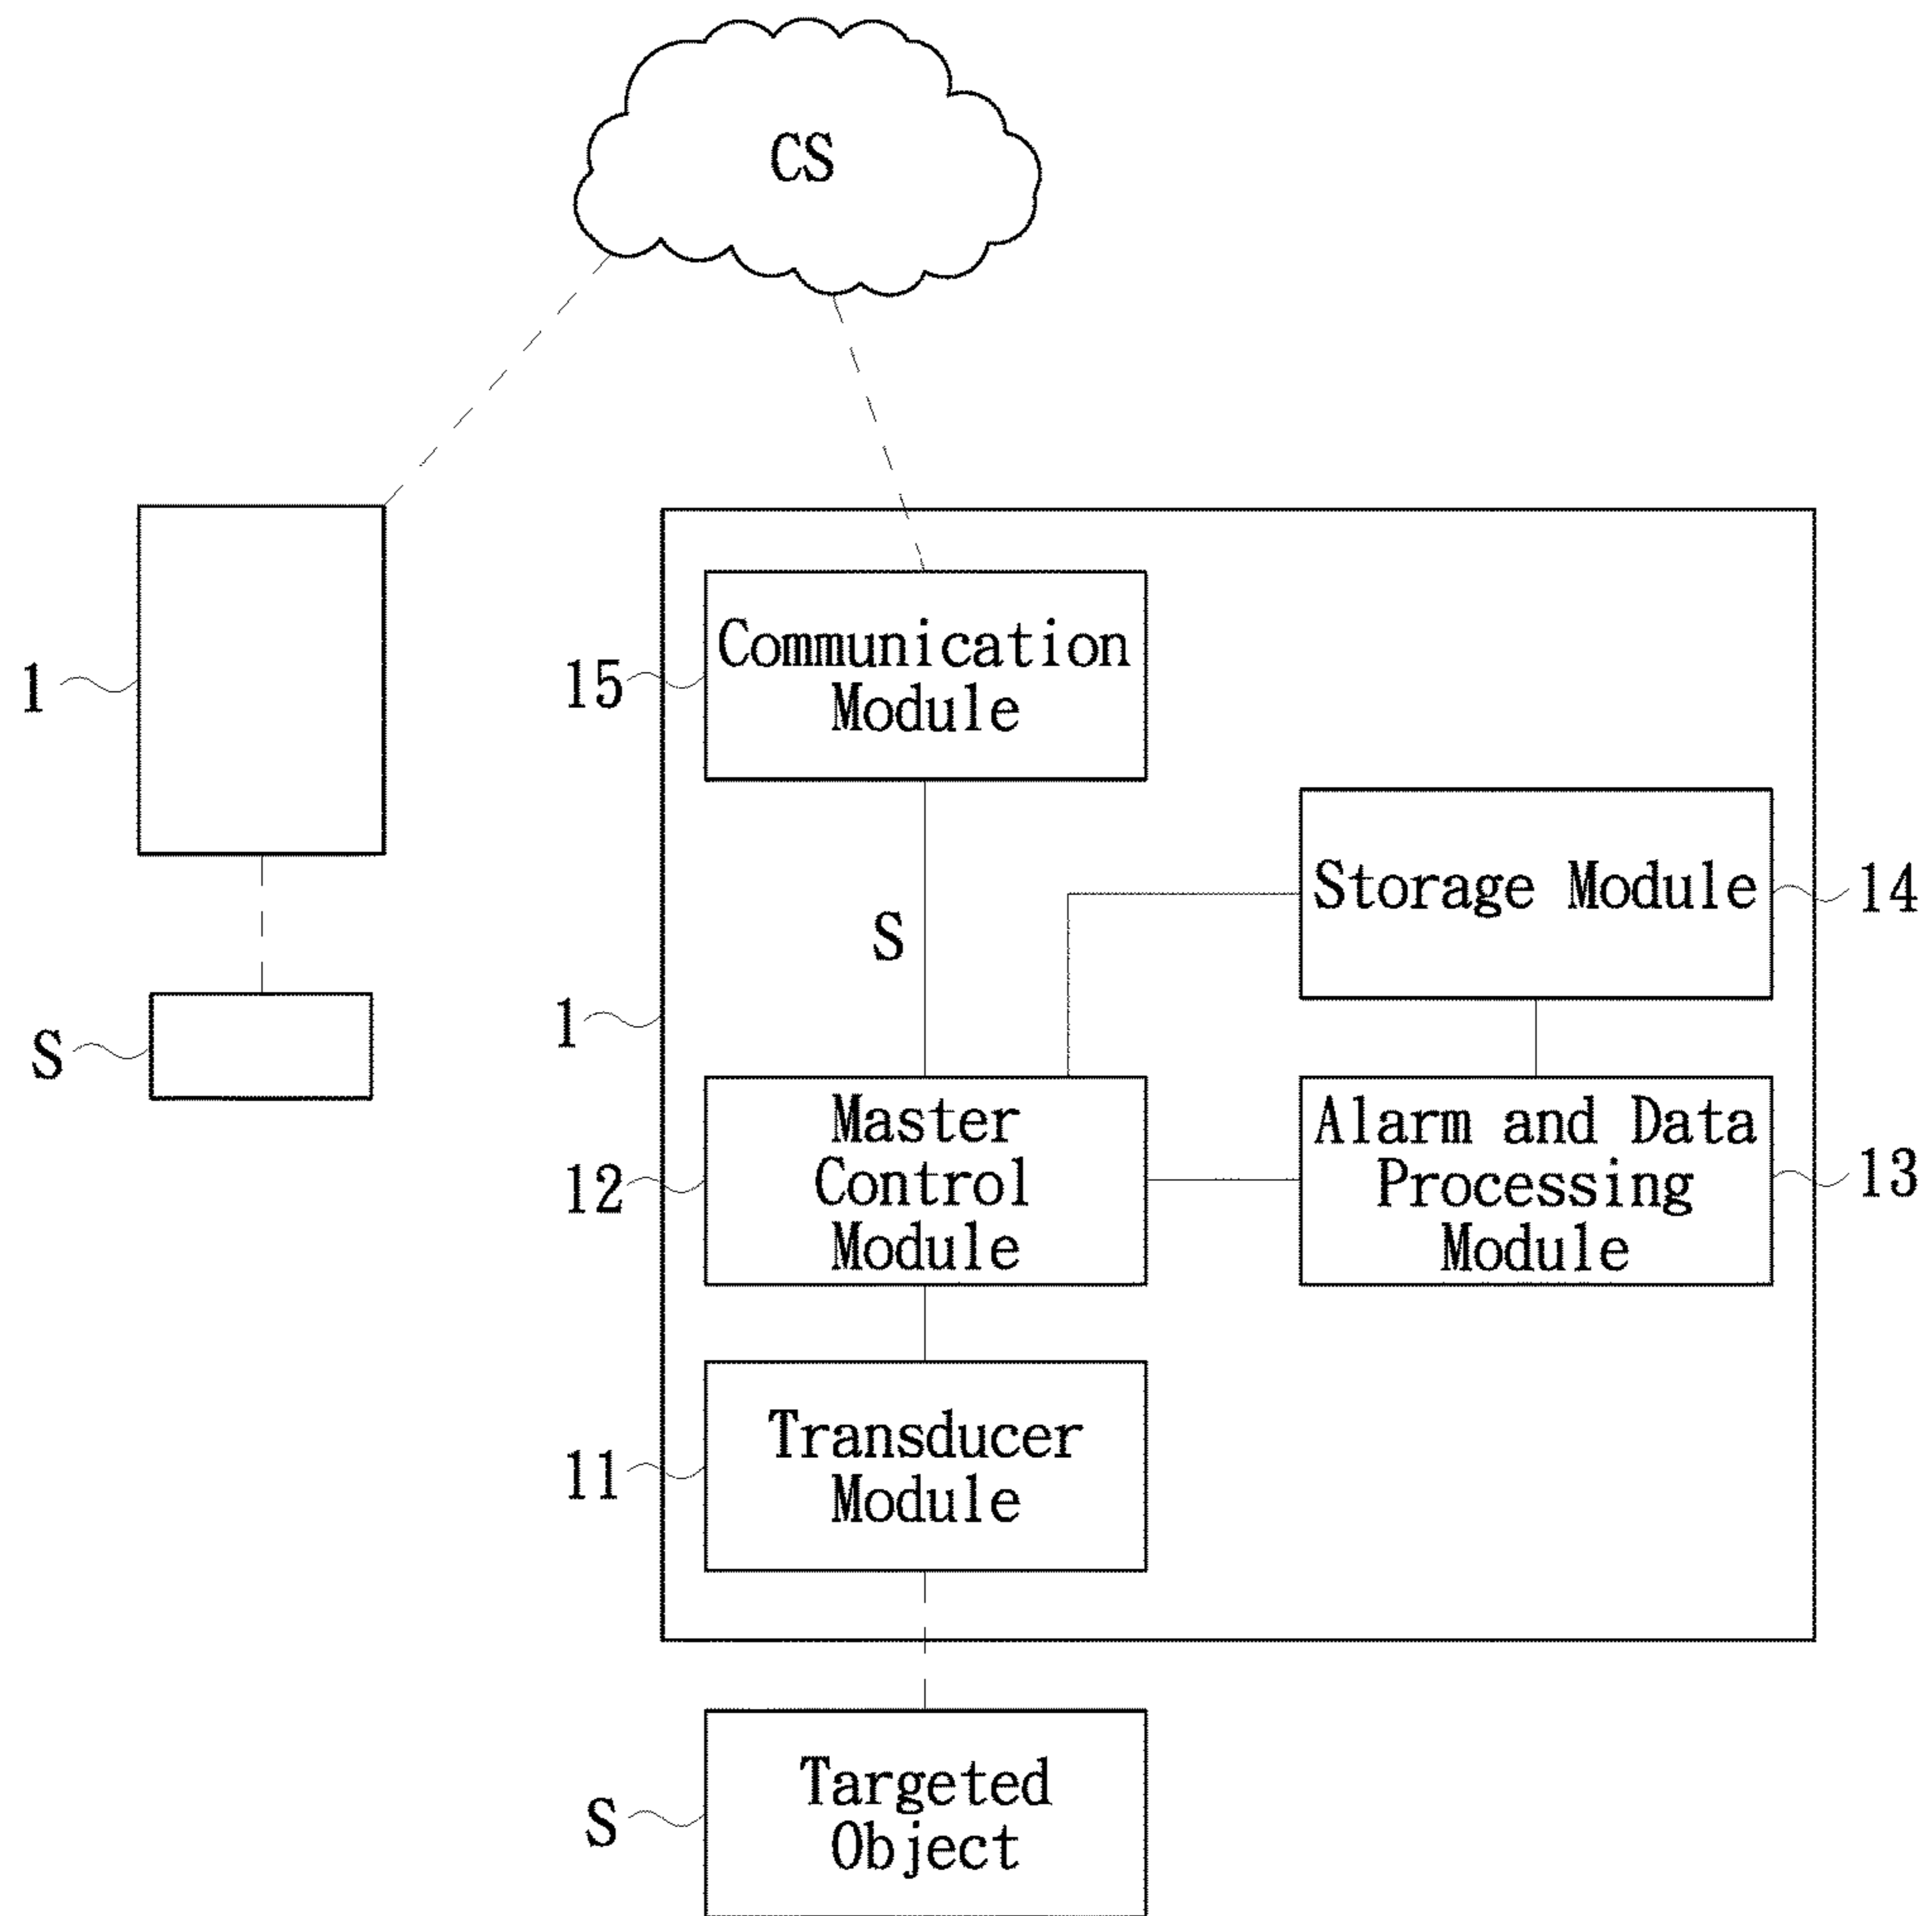 CS
1
S
15
Communication
Module
Storage Module
14
S
1
12
Master
Control
Module
Alarm and Data
Processing
Module
13
11
Transducer
Module
S
Targeted
Object